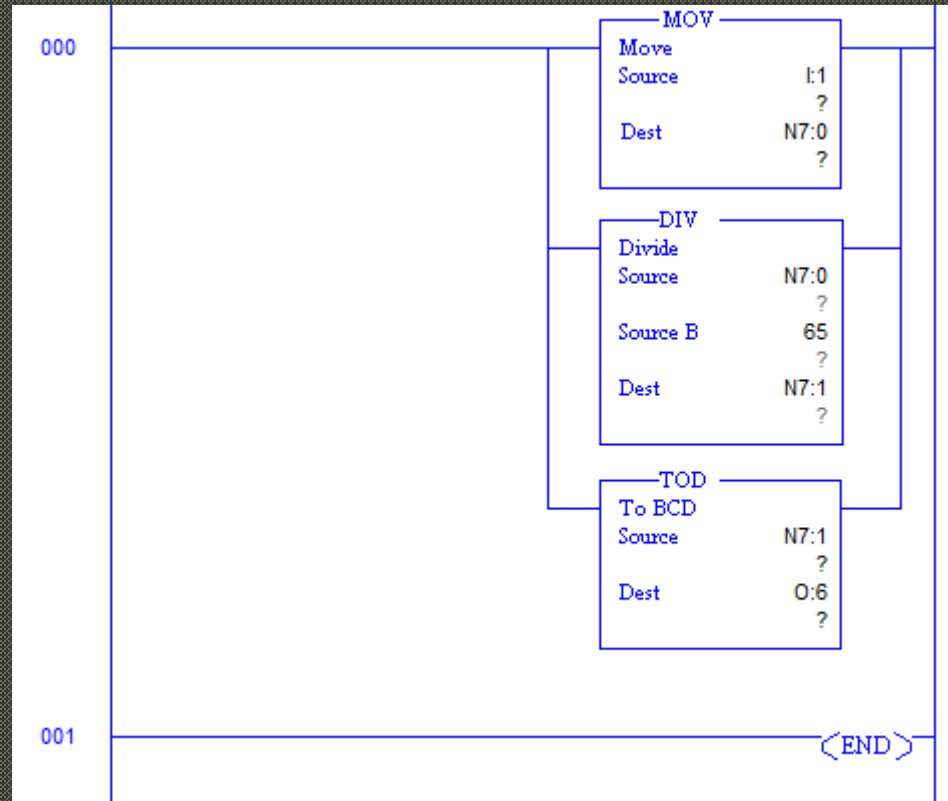 000
MOV
Move
Source I:1
?
Dest N7:0
?
DIV
Divide
Source N7:0
?
Source B 65
?
Dest N7:1
?
TOD
To BCD
Source N7:1
?
Dest O:6
?
001
END